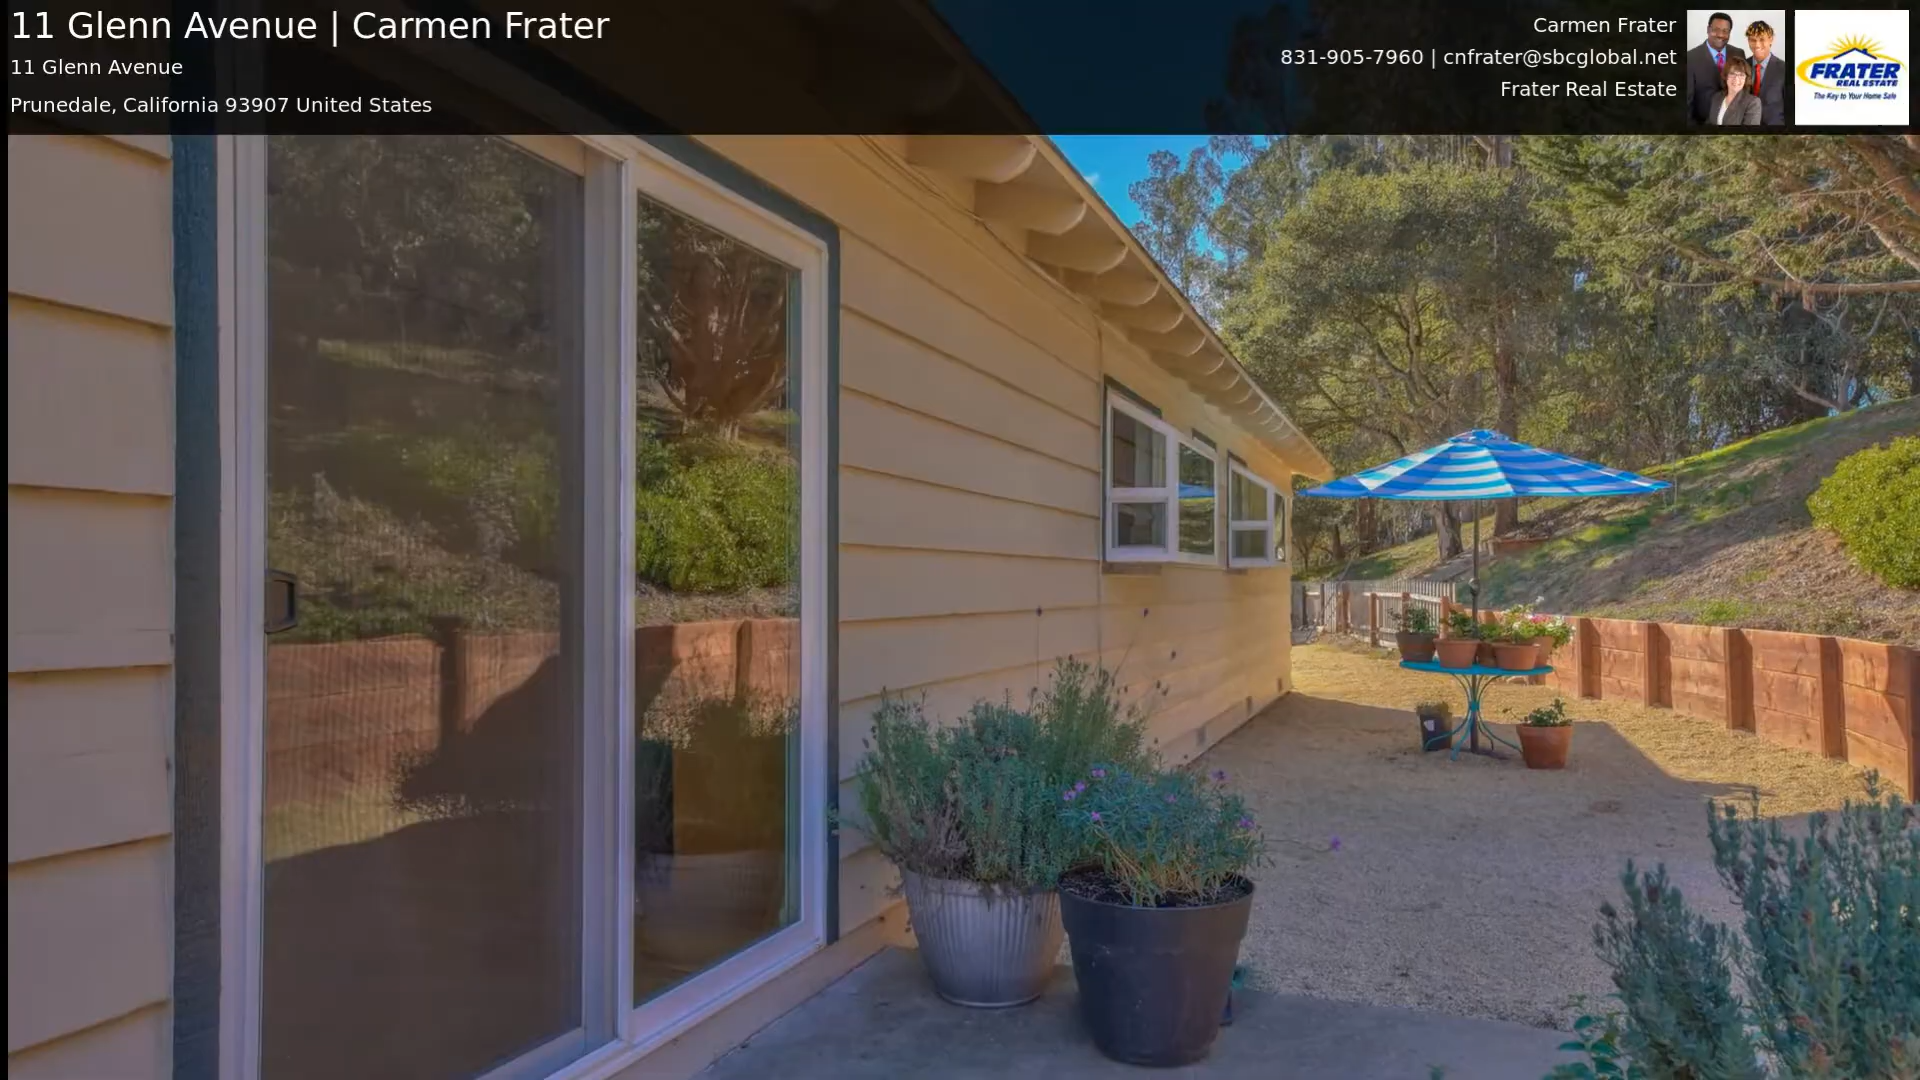 11 Glenn Avenue | Carmen Frater
11 Glenn Avenue
Prunedale, California 93907 United States
Carmen Frater
831-905-7960 | cnfrater@sbcglobal.net
Frater Real Estate
FRATER
REAL ESTATE
The Key to Your Home Sale